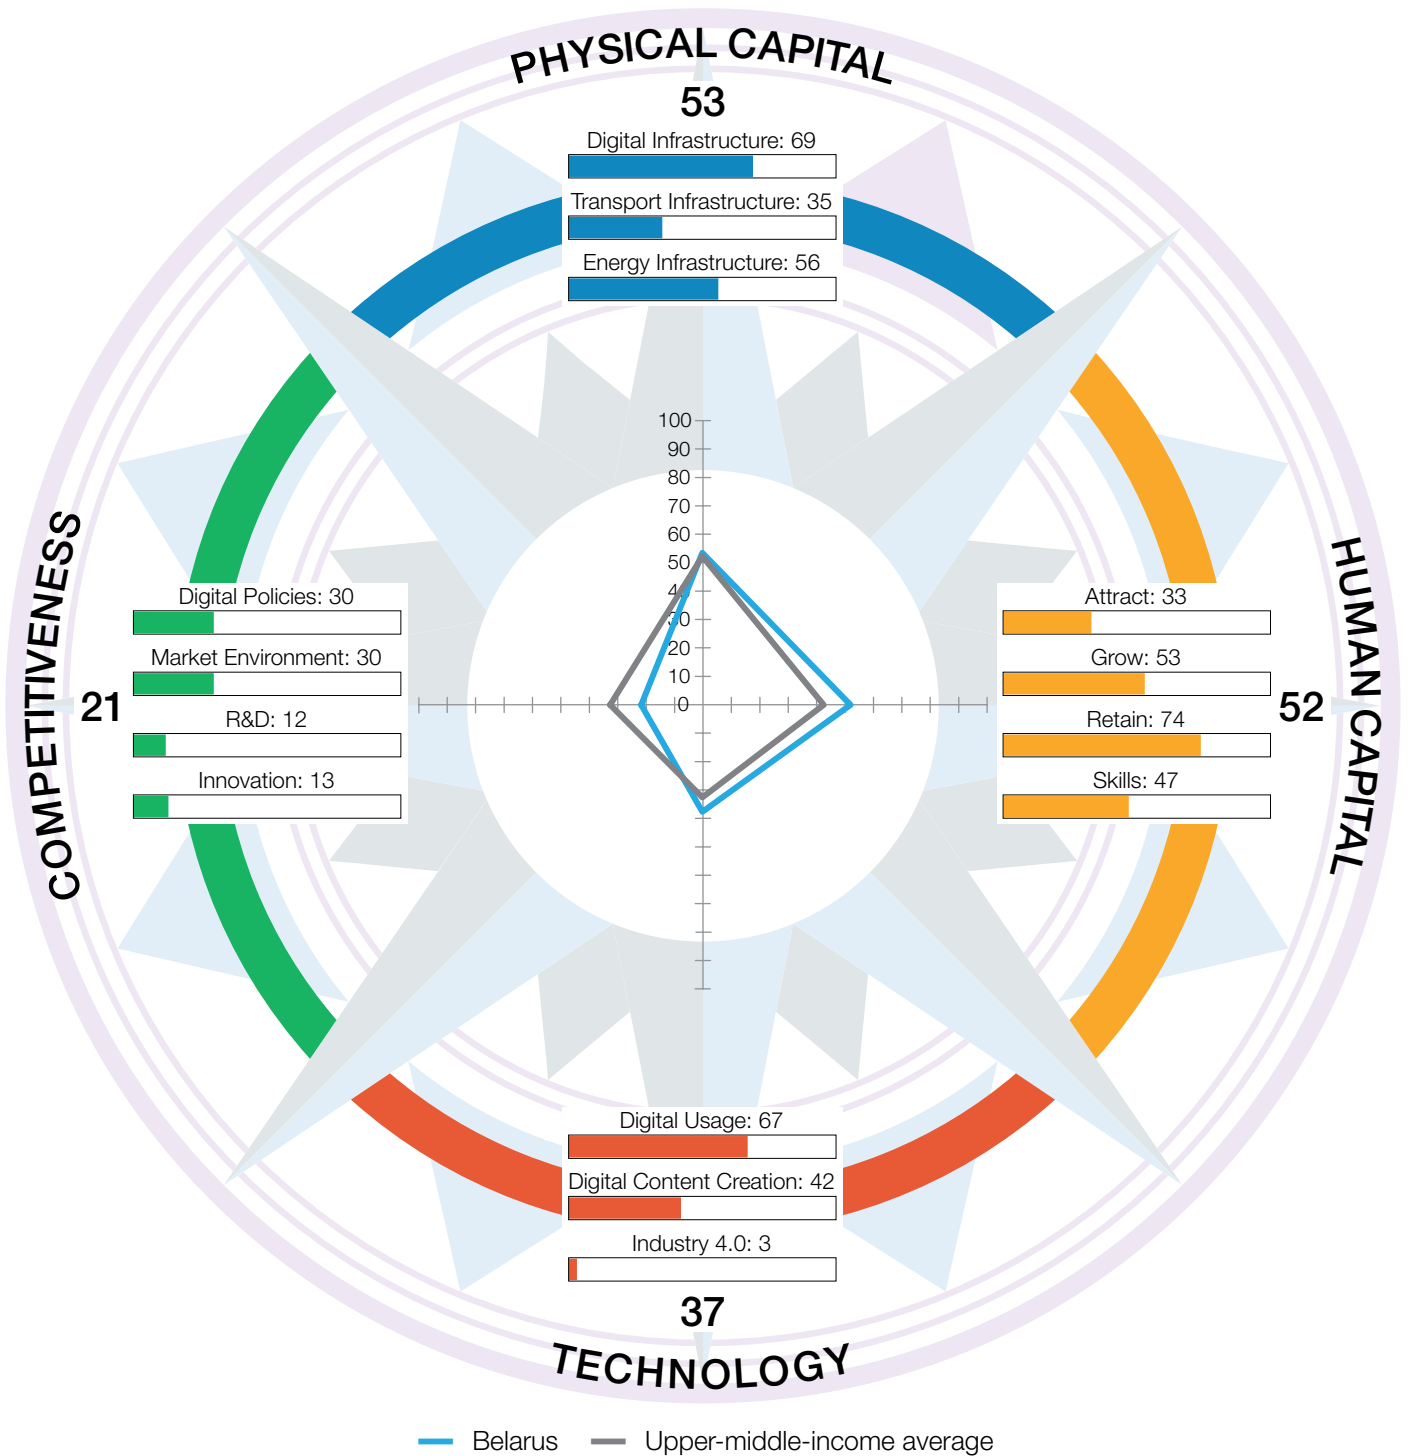 PHYSICAL CAPITAL
53
Digital Infrastructure: 69
Transport Infrastructure: 35
Energy Infrastructure: 56
100
90
80
70
60
50
40
30
20
10
0
COMPETITIVENESS
21
Digital Policies: 30
Market Environment: 30
R&D: 12
Innovation: 13
HUMAN CAPITAL
52
Attract: 33
Grow: 53
Retain: 74
Skills: 47
Digital Usage: 67
Digital Content Creation: 42
Industry 4.0: 3
37
TECHNOLOGY
Belarus
Upper-middle-income average